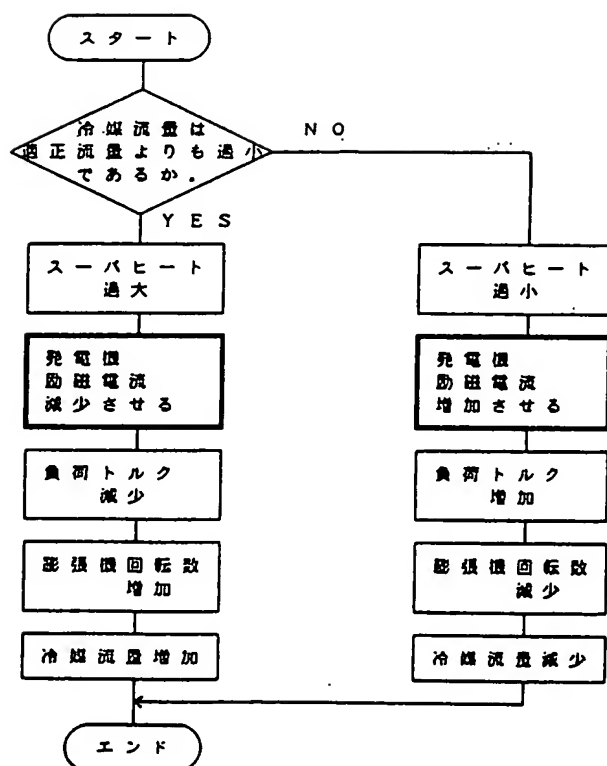 スタート
冷媒流量は
適正流量よりも過小
であるか.
NO
YES
スーパヒート
過大
発電機
励磁電流
減少させる
負荷トルク
減少
膨張機回転数
増加
冷媒流量増加
スーパヒート
過小
発電機
励磁電流
増加させる
負荷トルク
増加
膨張機回転数
減少
冷媒流量減少
エンド